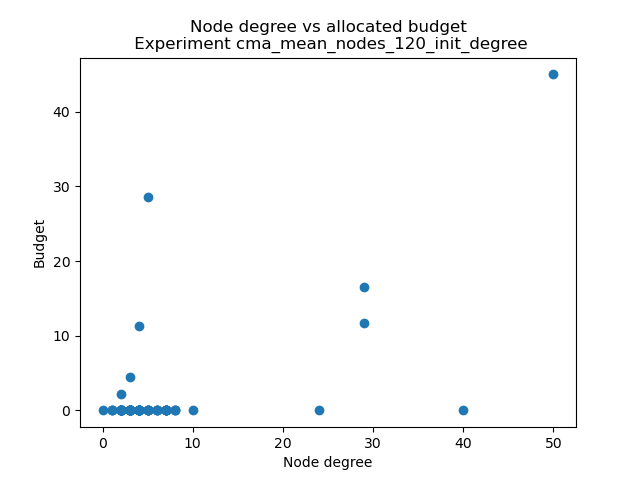 Node degree vs allocated budget
Experiment cma_mean_nodes_120_init_degree
40
30
20
10
0
Budget
0 10 20 30 40 50
Node degree